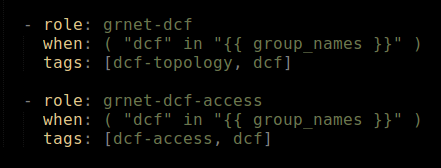 - role: grnet-dcf
when: ( "dcf" in "{{ group_names }}" )
tags: [dcf-topology, dcf]
- role: grnet-dcf-access
when: ( "dcf" in "{{ group_names }}" )
tags: [dcf-access, dcf]